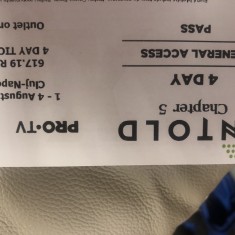 NTOLD
Chapter 5
4 DAY
ENERAL ACCESS
PASS
PRO•TV
1 - 4 August
Cluj-Napo
4 DAY TIC
617.19 R
Outlet or